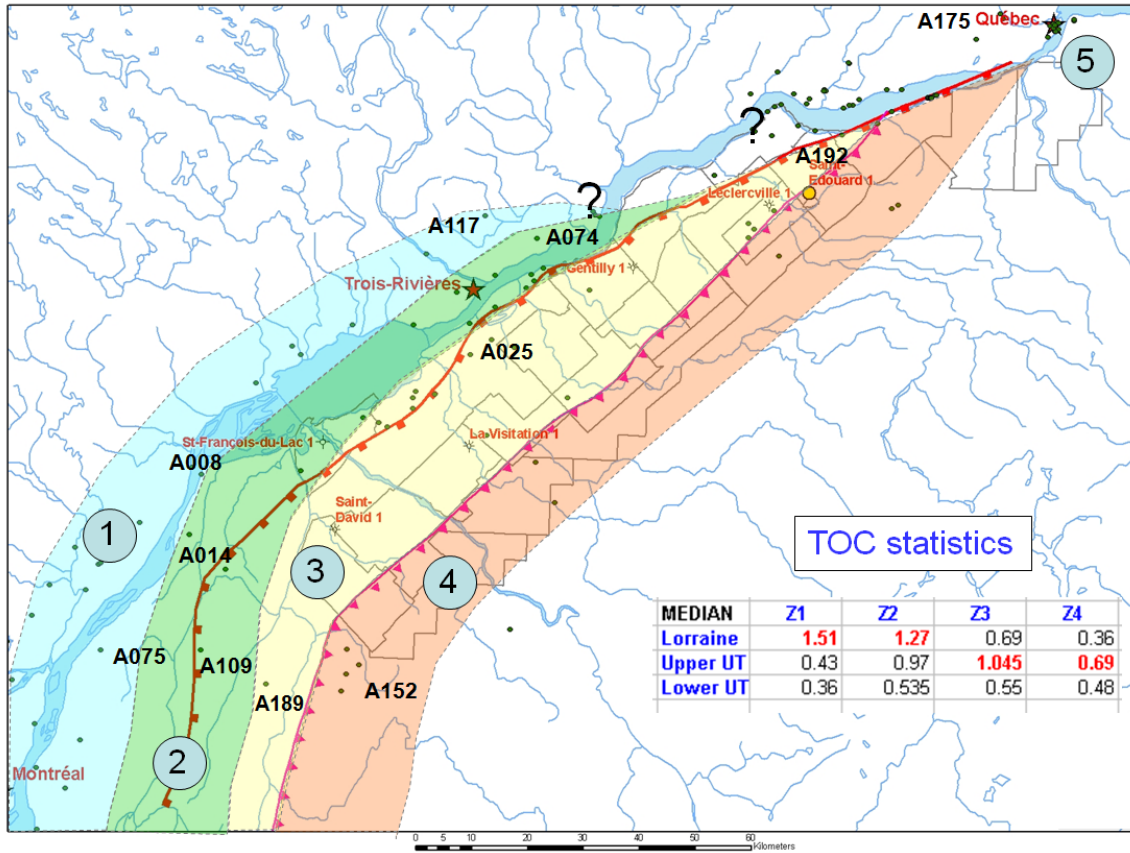 A175
Québec
5
?
A192
Saint-
Edouard 1
Leclercville 1
?
A117
A074
Gentilly 1
Trois-Rivières
A025
St-François-du-Lac 1
La-Visitation 1
A008
Saint-
David 1
1
A014
3
4
TOC statistics
MEDIAN Z1 Z2 Z3 Z4
Lorraine 1.51 1.27 0.69 0.36
Upper UT 0.43 0.97 1.045 0.69
Lower UT 0.36 0.535 0.55 0.48
A075
A109
A189
A152
2
Montréal
0 5 10 20 30 40 50 60
Kilometers